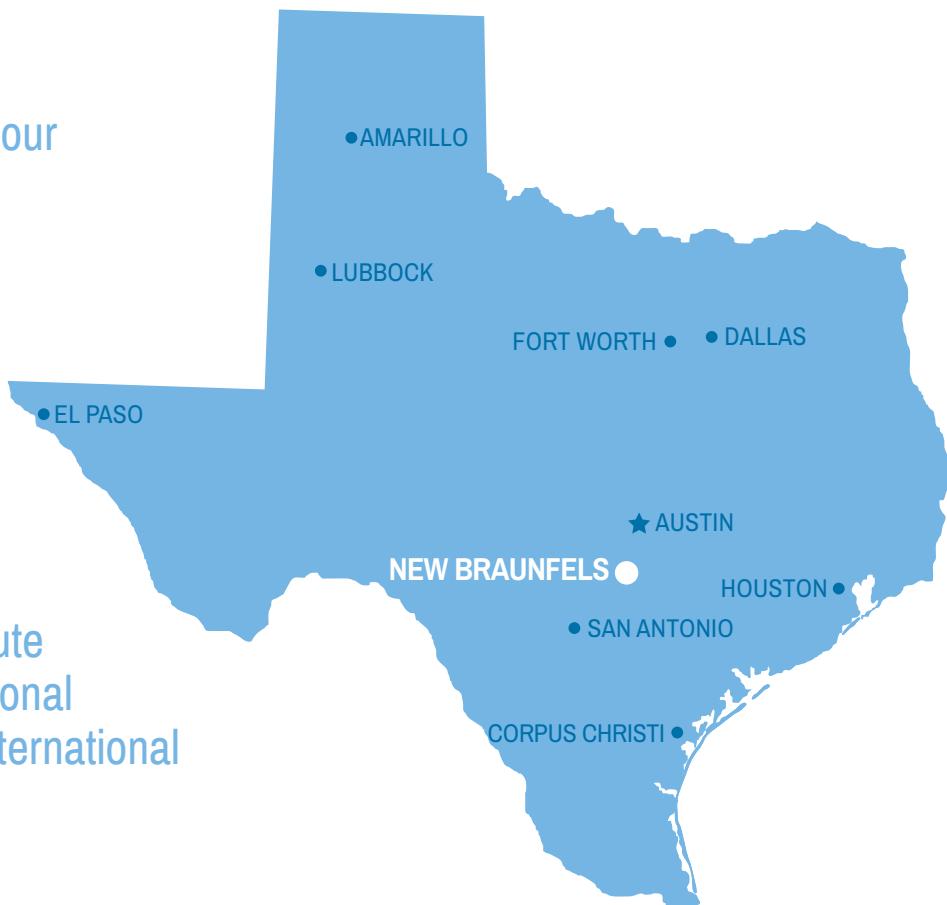 our
AMARILLO
LUBBOCK
FORT WORTH
DALLAS
EL PASO
AUSTIN
NEW BRAUNFELS
HOUSTON
SAN ANTONIO
ute
onal
ternational
CORPUS CHRISTI